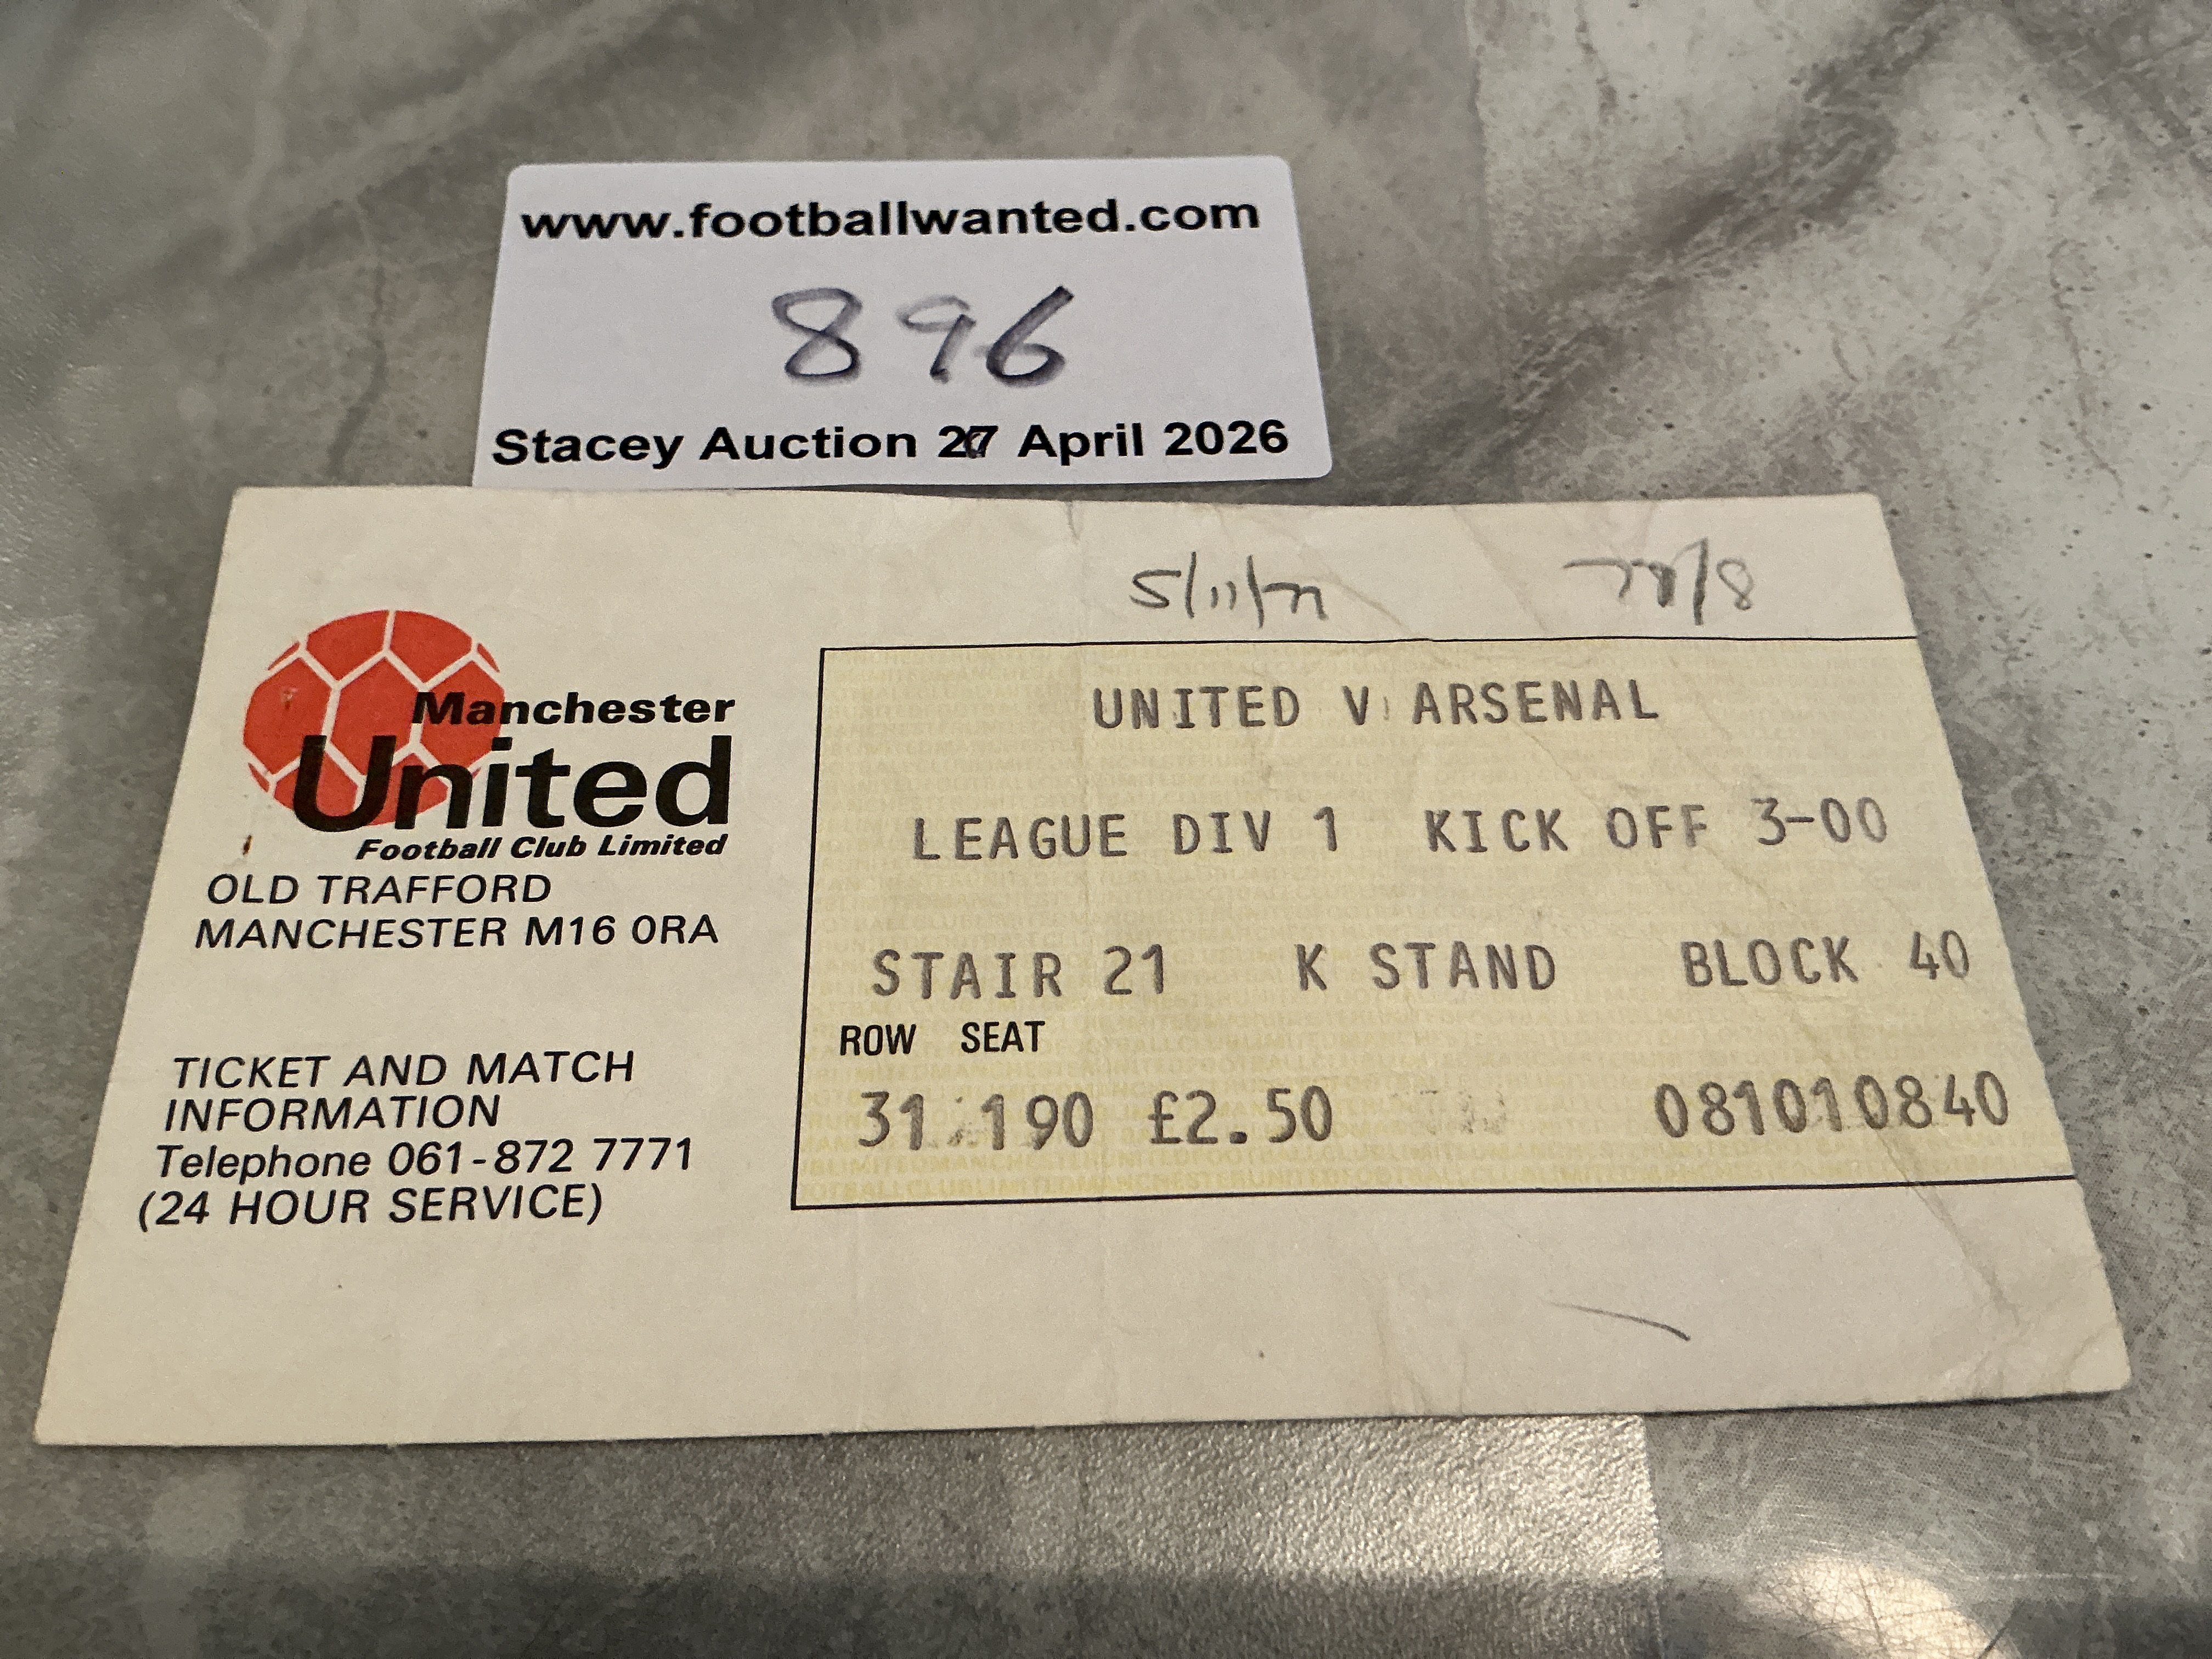 www.footballwanted.com
896
Stacey Auction 27 April 2026
5/11/77 77/8
Manchester
United
Football Club Limited
OLD TRAFFORD
MANCHESTER M16 0RA
TICKET AND MATCH
INFORMATION
Telephone 061-872 7771
(24 HOUR SERVICE)
UNITED V ARSENAL
LEAGUE DIV 1 KICK OFF 3-00
STAIR 21 K STAND BLOCK 40
ROW SEAT
31 190 £2.50 081010840